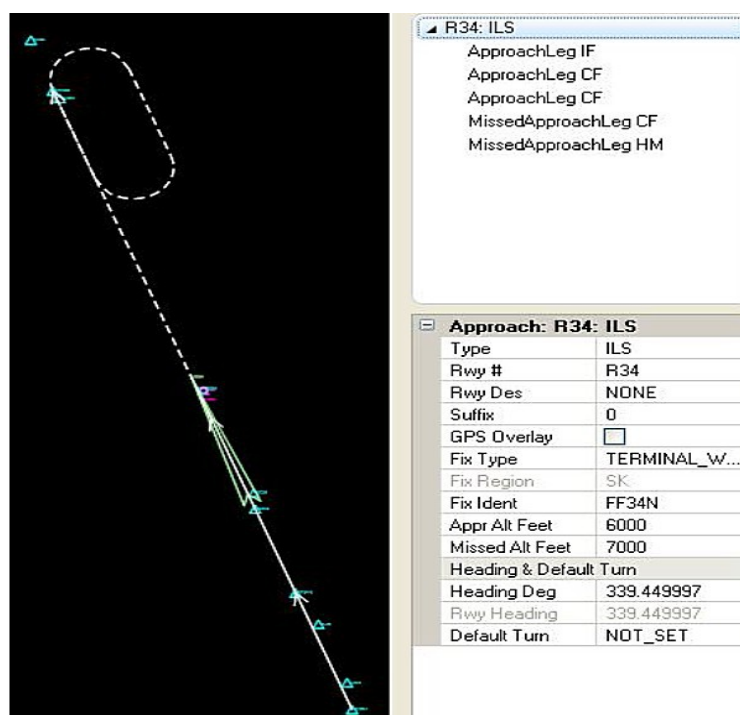 R34: ILS
ApproachLeg IF
ApproachLeg CF
ApproachLeg CF
MissedApproachLeg CF
MissedApproachLeg HM
Approach: R34: ILS
Type ILS
Rwy # R34
Rwy Des NONE
Suffix 0
GPS Overlay
Fix Type TERMINAL_W...
Fix Region SK
Fix Ident FF34N
Appr Alt Feet 6000
Missed Alt Feet 7000
Heading & Default Turn
Heading Deg 339.449997
Rwy Heading 339.449997
Default Turn NOT_SET